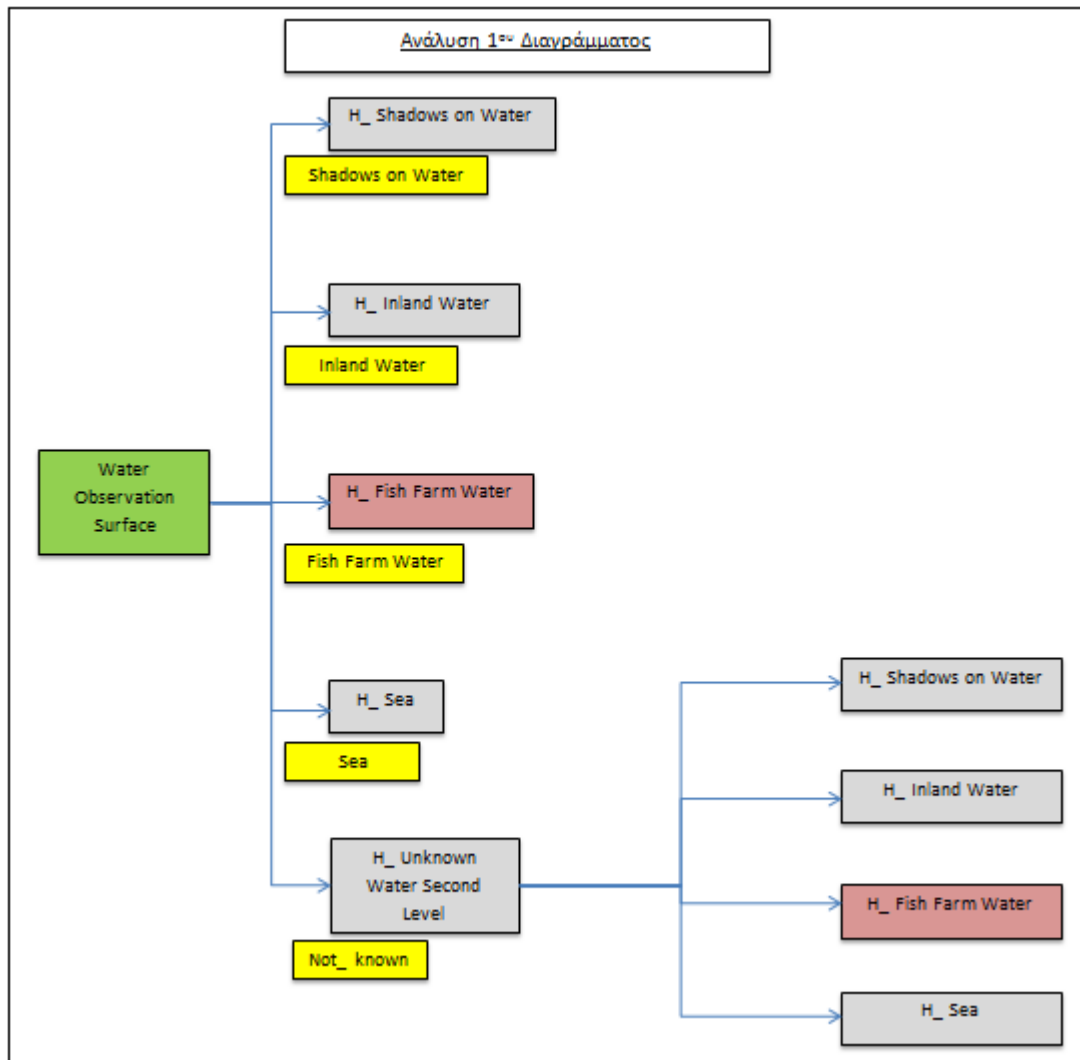 Ανάλυση 1ου Διαγράμματος
H_ Shadows on Water
Shadows on Water
H_ Inland Water
Inland Water
Water
Observation
Surface
H_ Fish Farm Water
Fish Farm Water
H_ Sea
Sea
H_ Unknown
Water Second
Level
Not_ known
H_ Shadows on Water
H_ Inland Water
H_ Fish Farm Water
H_ Sea